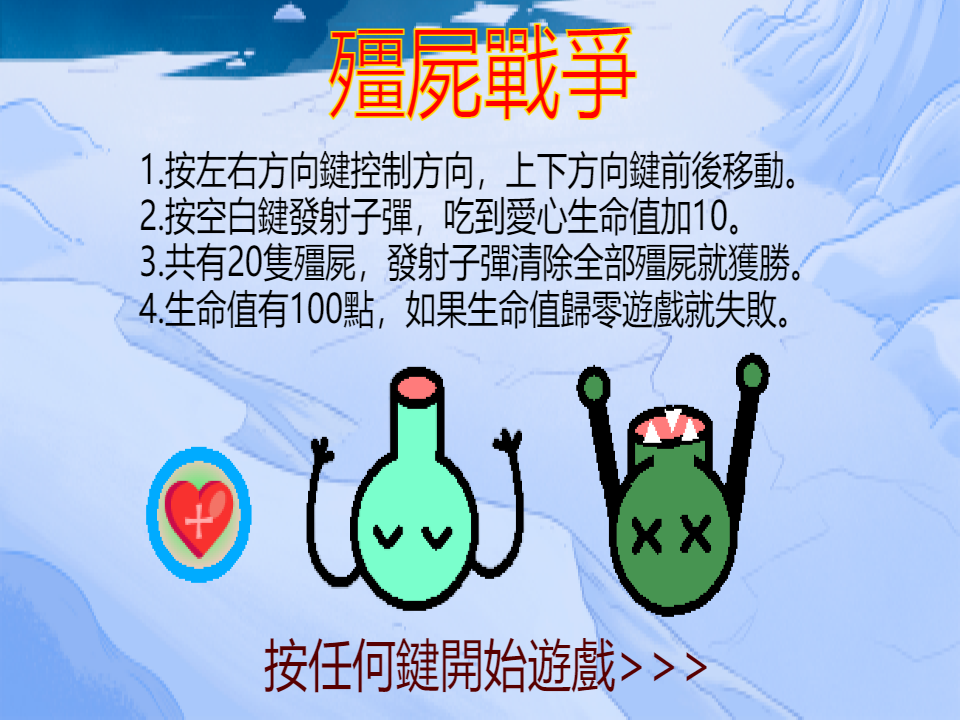 殭屍戰爭
1.按左右方向鍵控制方向，上下方向鍵前後移動。
2.按空白鍵發射子彈，吃到愛心生命值加10。
3.共有20隻殭屍，發射子彈清除全部殭屍就獲勝。
4.生命值有100點，如果生命值歸零遊戲就失敗。
按任何鍵開始遊戲>>>